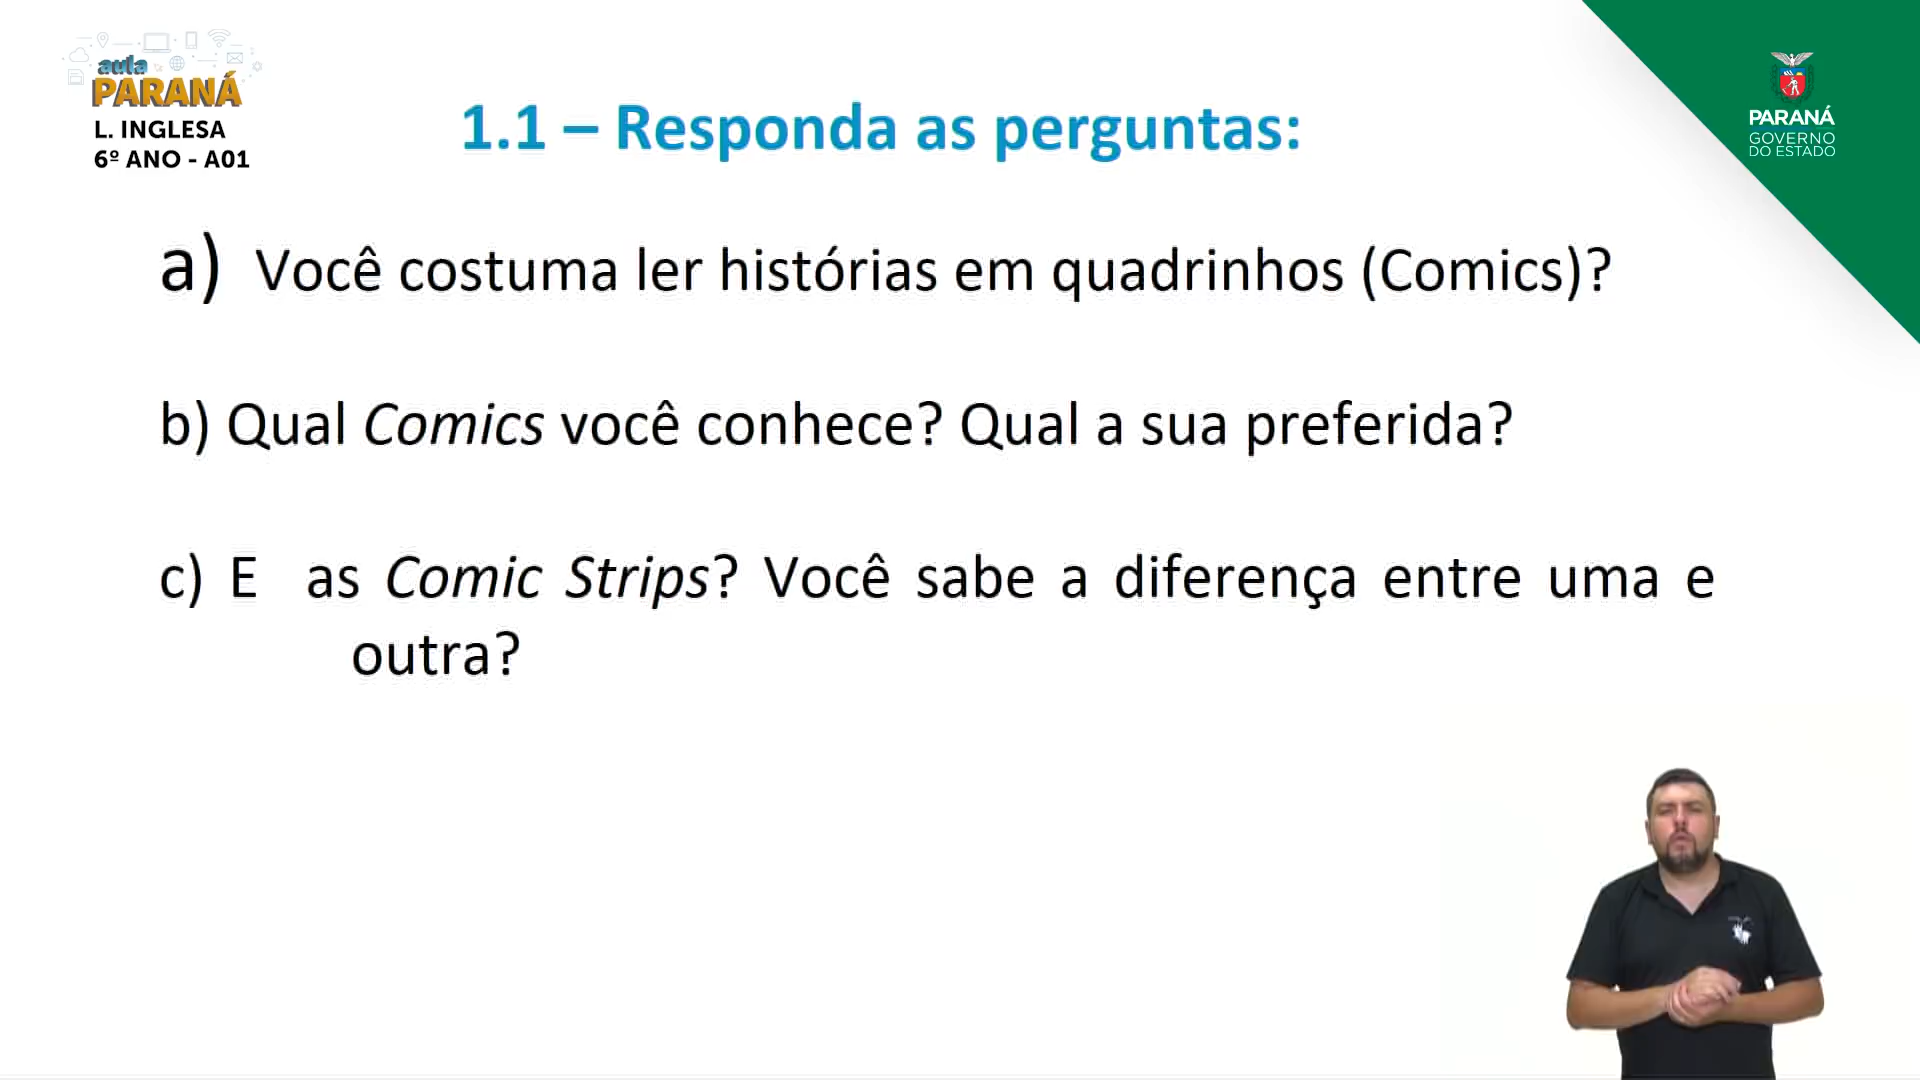 aula
PARANÁ
L. INGLESA
6º ANO - A01
1.1 – Responda as perguntas:
PARANÁ
GOVERNO
DO ESTADO
a) Você costuma ler histórias em quadrinhos (Comics)?
b) Qual Comics você conhece? Qual a sua preferida?
c) E as Comic Strips? Você sabe a diferença entre uma e
outra?